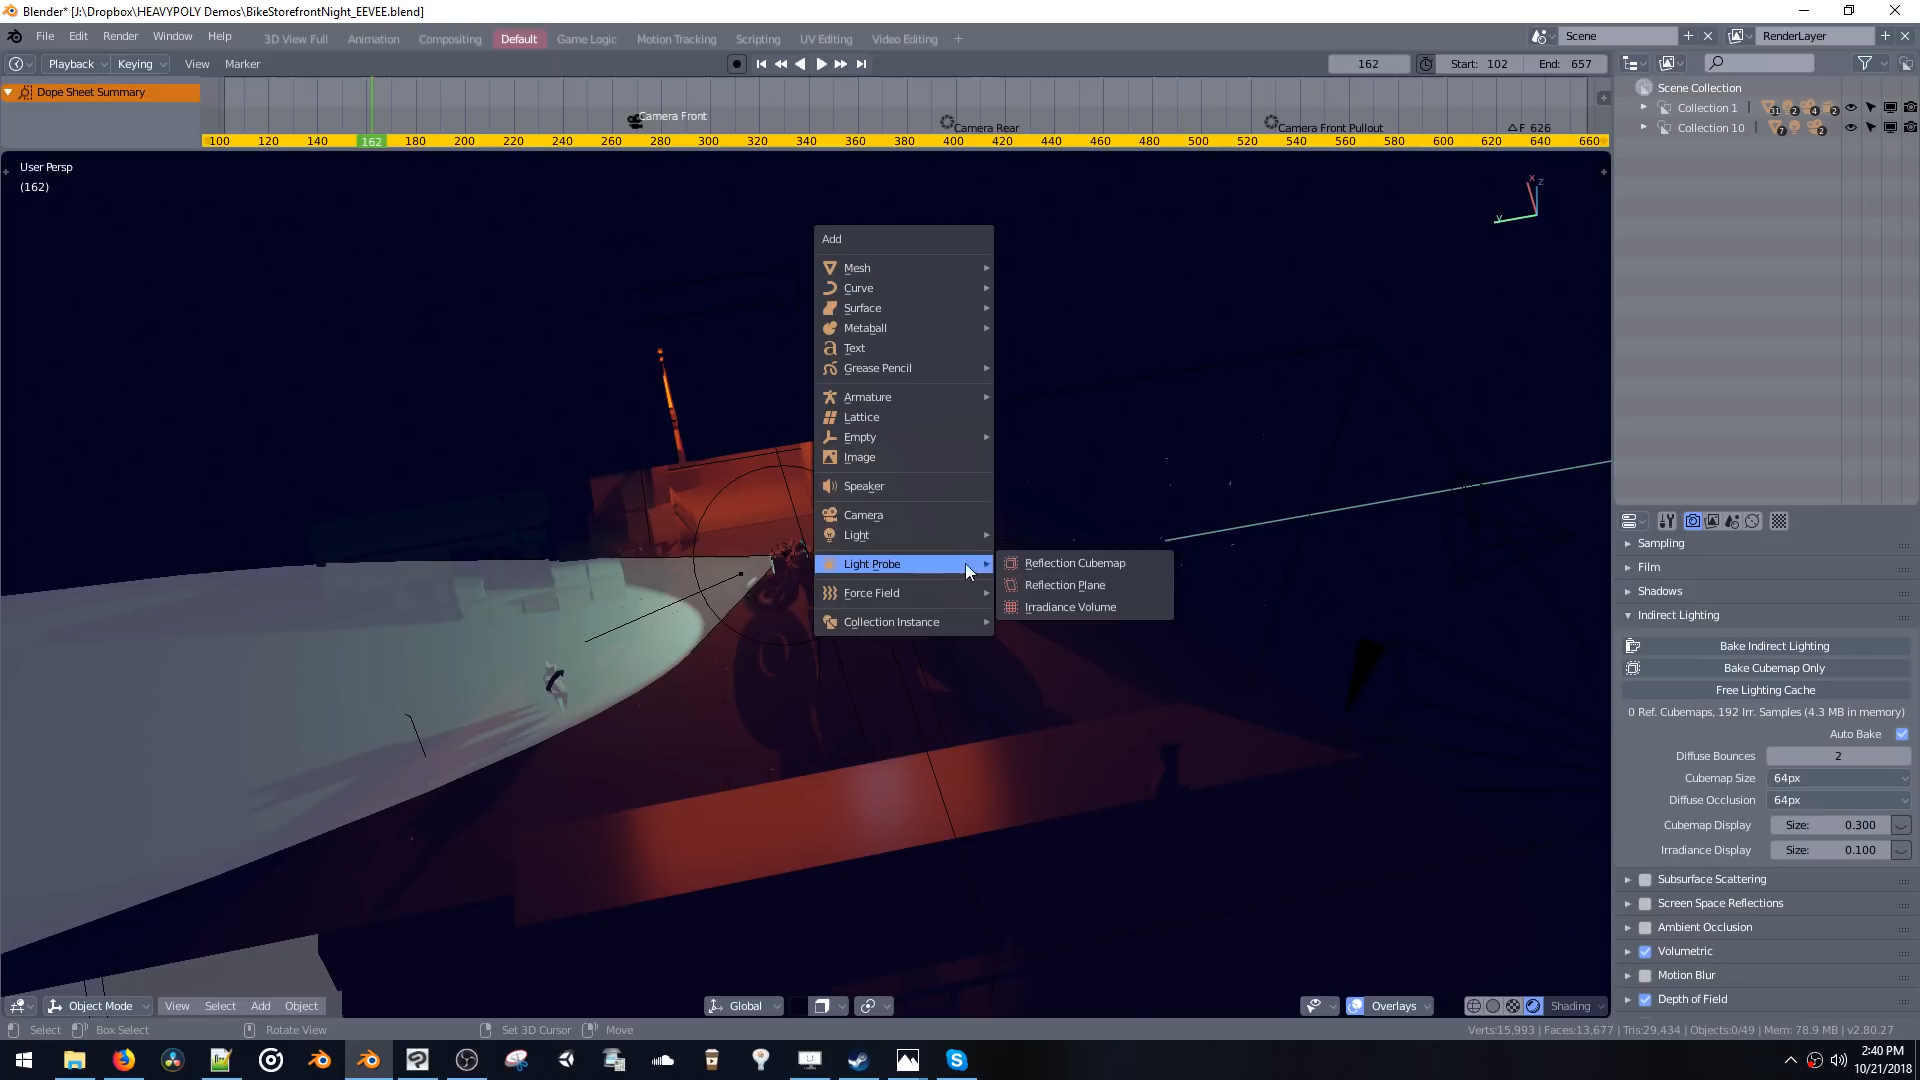 Blender* [J:\Dropbox\HEAVYPOLY Demos\BikeStorefrontNight_EEVEE.blend]
File Edit Render Window Help 3D View Full Animation Compositing Default Game Logic Motion Tracking Scripting UV Editing Video Editing Scene RenderLayer
Playback Keying View Marker 162 Start: 102 End: 657
Dope Sheet Summary
Camera Front Camera Rear Camera Front Pullout F 626
100 120 140 162 180 200 220 240 260 280 300 320 340 360 380 400 420 440 460 480 500 520 540 560 580 600 620 640 660
Scene Collection
Collection 1 31 2 4 2
Collection 10 7 2
User Persp
(162)
x z
y
Add
Mesh
Curve
Surface
Metaball
Text
Grease Pencil
Armature
Lattice
Empty
Image
Speaker
Camera
Light
Light Probe
Force Field
Collection Instance
Reflection Cubemap
Reflection Plane
Irradiance Volume
Sampling
Film
Shadows
Indirect Lighting
Bake Indirect Lighting
Bake Cubemap Only
Free Lighting Cache
0 Ref. Cubemaps, 192 Irr. Samples (4.3 MB in memory)
Auto Bake
Diffuse Bounces 2
Cubemap Size 64px
Diffuse Occlusion 64px
Cubemap Display Size: 0.300
Irradiance Display Size: 0.100
Subsurface Scattering
Screen Space Reflections
Ambient Occlusion
Volumetric
Motion Blur
Depth of Field
Object Mode View Select Add Object Global Overlays Shading
Select Box Select Rotate View Set 3D Cursor Move Verts:15,993 | Faces:13,677 | Tris:29,434 | Objects:0/49 | Mem: 78.9 MB | v2.80.27
2:40 PM
10/21/2018